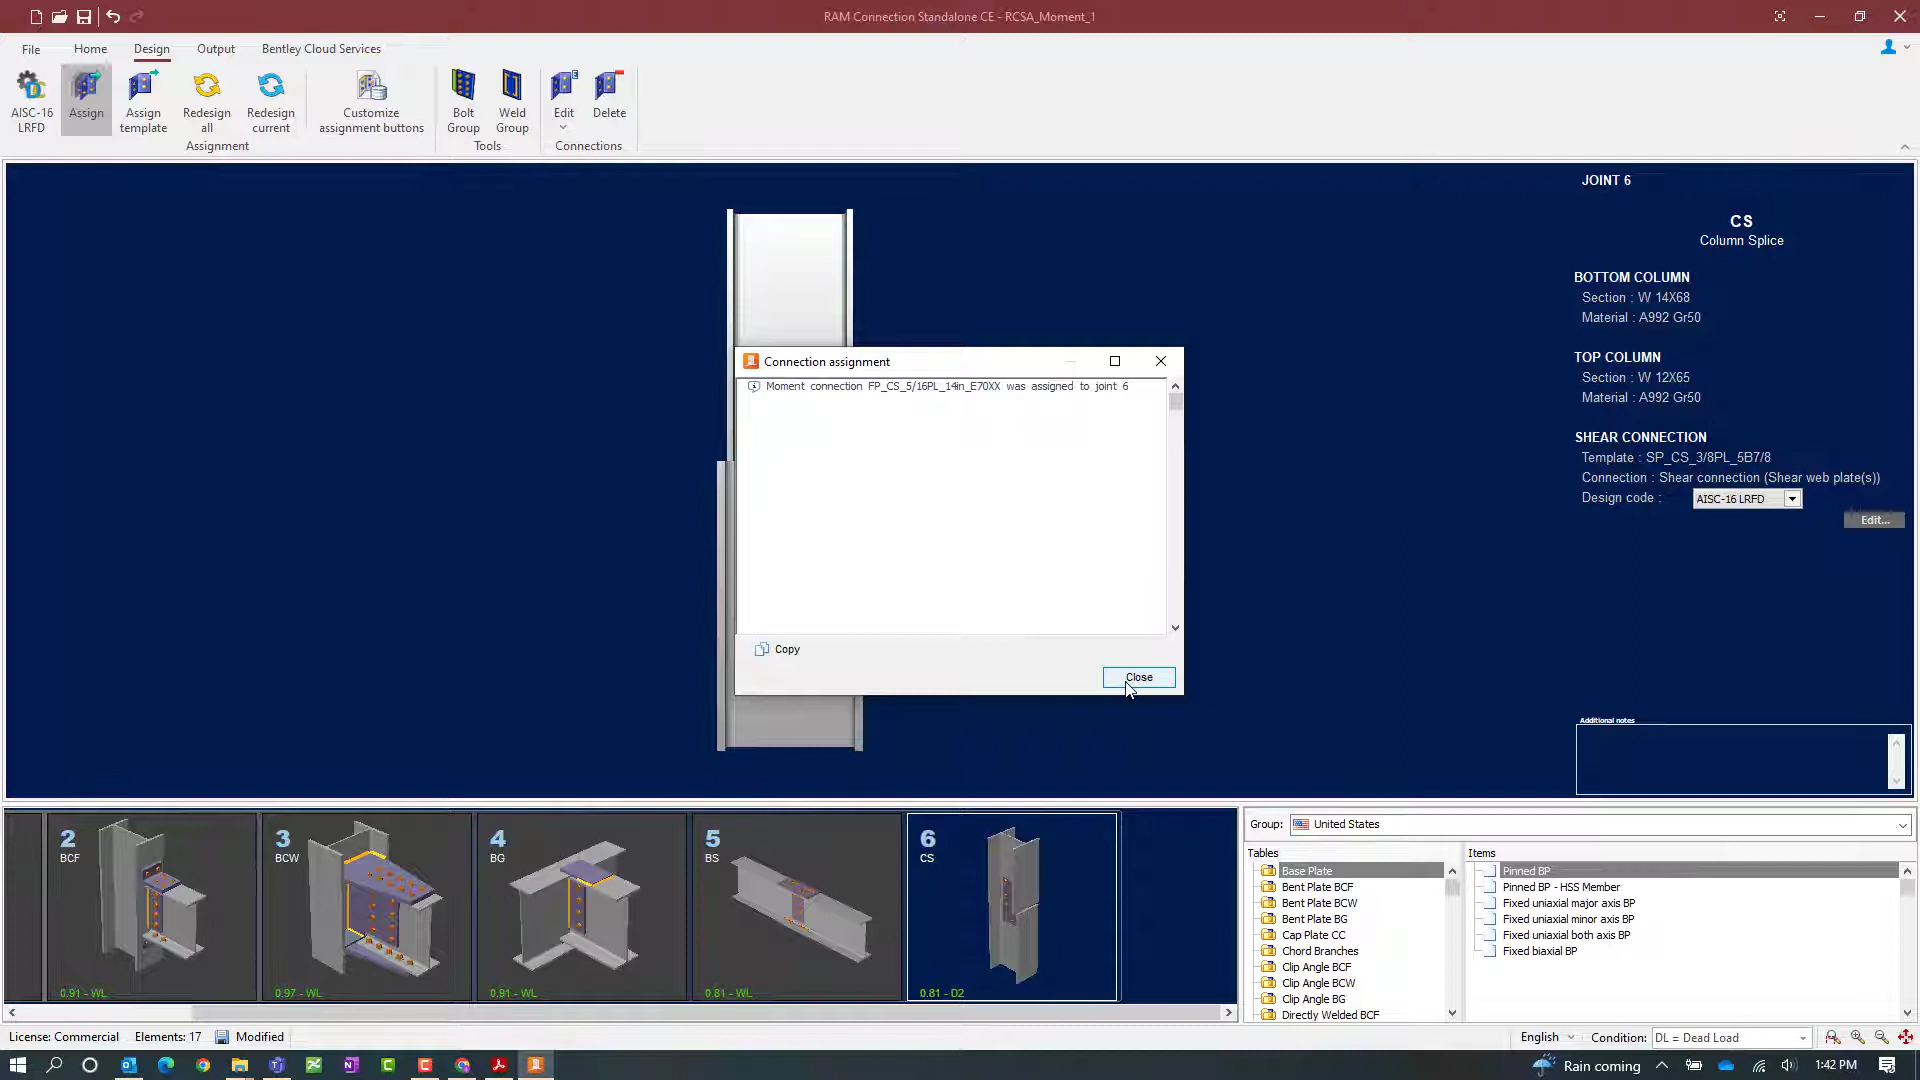 RAM Connection Standalone CE - RCSA_Moment_1
File
Home
Design
Output
Bentley Cloud Services
AISC-16
LRFD
Assign
Assign
template
Redesign
all
Redesign
current
Customize
assignment buttons
Bolt
Group
Weld
Group
Edit
Delete
Assignment
Tools
Connections
JOINT 6
CS
Column Splice
BOTTOM COLUMN
Section : W 14X68
Material : A992 Gr50
TOP COLUMN
Section : W 12X65
Material : A992 Gr50
SHEAR CONNECTION
Template : SP_CS_3/8PL_5B7/8
Connection : Shear connection (Shear web plate(s))
Design code :
AISC-16 LRFD
Edit...
Additional notes
Connection assignment
Moment connection FP_CS_5/16PL_14in_E70XX was assigned to joint 6
Copy
Close
2
BCF
0.91 - WL
3
BCW
0.97 - WL
4
BG
0.91 - WL
5
BS
0.81 - WL
6
CS
0.81 - D2
Group:
United States
Tables
Base Plate
Bent Plate BCF
Bent Plate BCW
Bent Plate BG
Cap Plate CC
Chord Branches
Clip Angle BCF
Clip Angle BCW
Clip Angle BG
Directly Welded BCF
Items
Pinned BP
Pinned BP - HSS Member
Fixed uniaxial major axis BP
Fixed uniaxial minor axis BP
Fixed uniaxial both axis BP
Fixed biaxial BP
License: Commercial
Elements: 17
Modified
English
Condition:
DL = Dead Load
Rain coming
1:42 PM